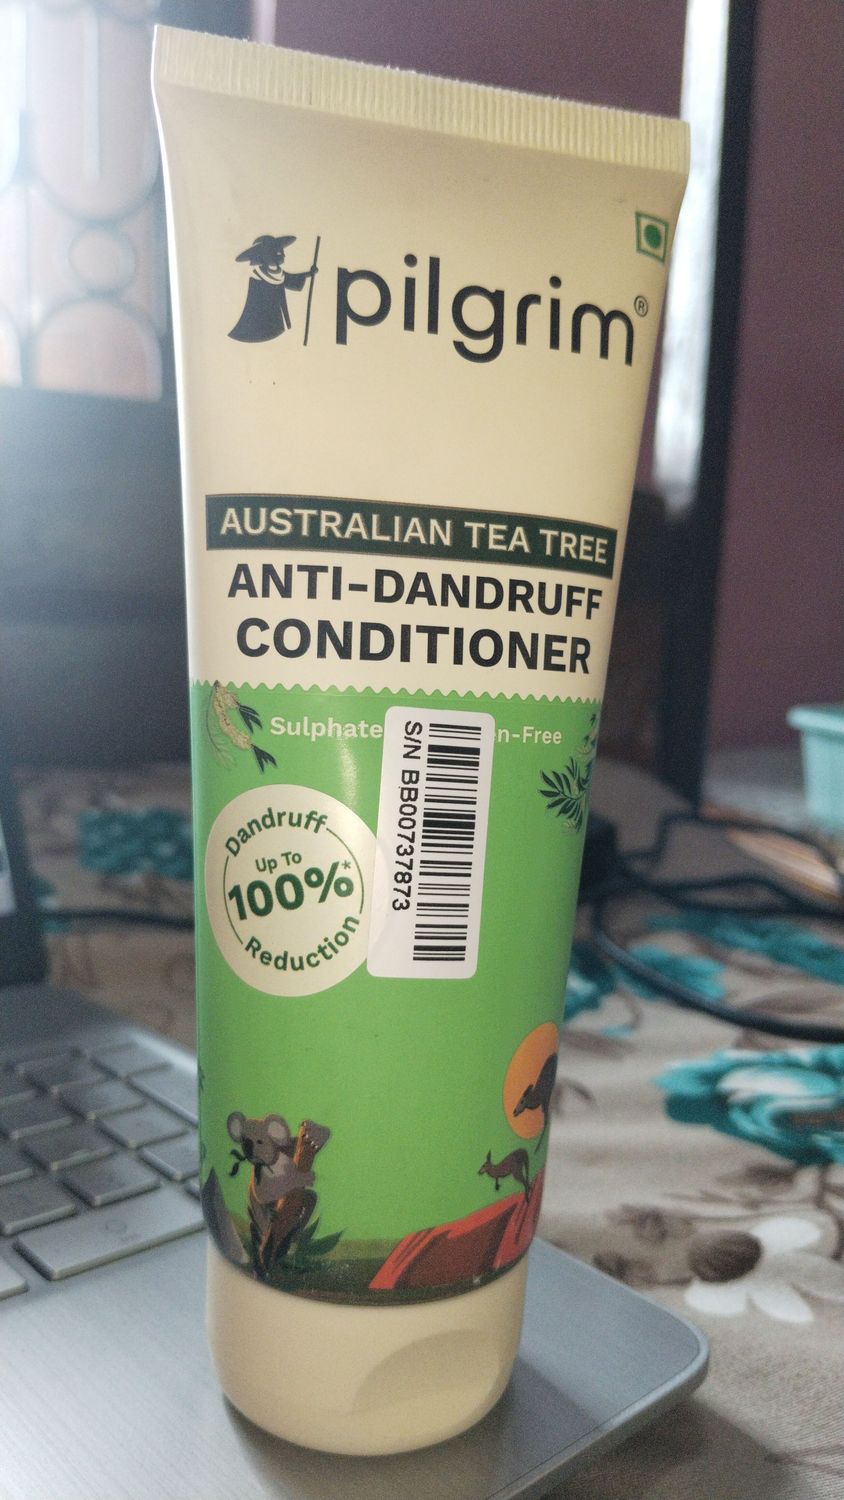 pilgrim®
AUSTRALIAN TEA TREE
ANTI-DANDRUFF
CONDITIONER
Sulphate n-Free
S/N BB00737873
Dandruff
Up To
100%*
Reduction